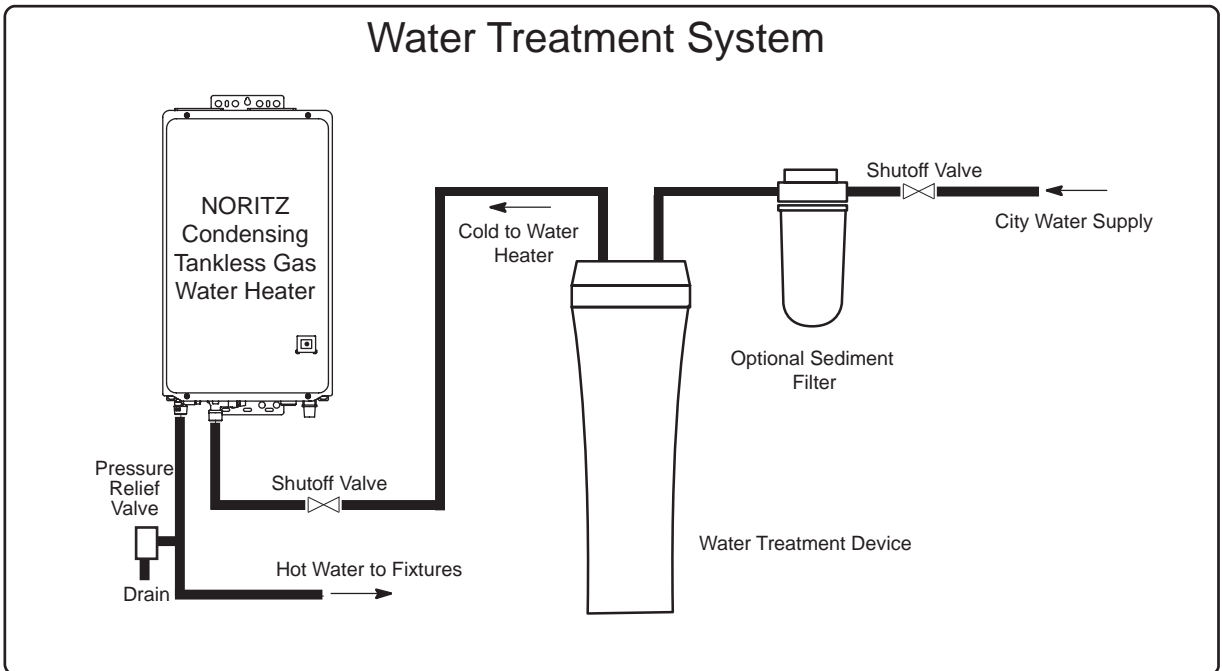 Water Treatment System
NORITZ
Condensing
Tankless Gas
Water Heater
Shutoff Valve
City Water Supply
Cold to Water
Heater
Optional Sediment
Filter
Pressure
Relief
Valve
Shutoff Valve
Water Treatment Device
Hot Water to Fixtures
Drain